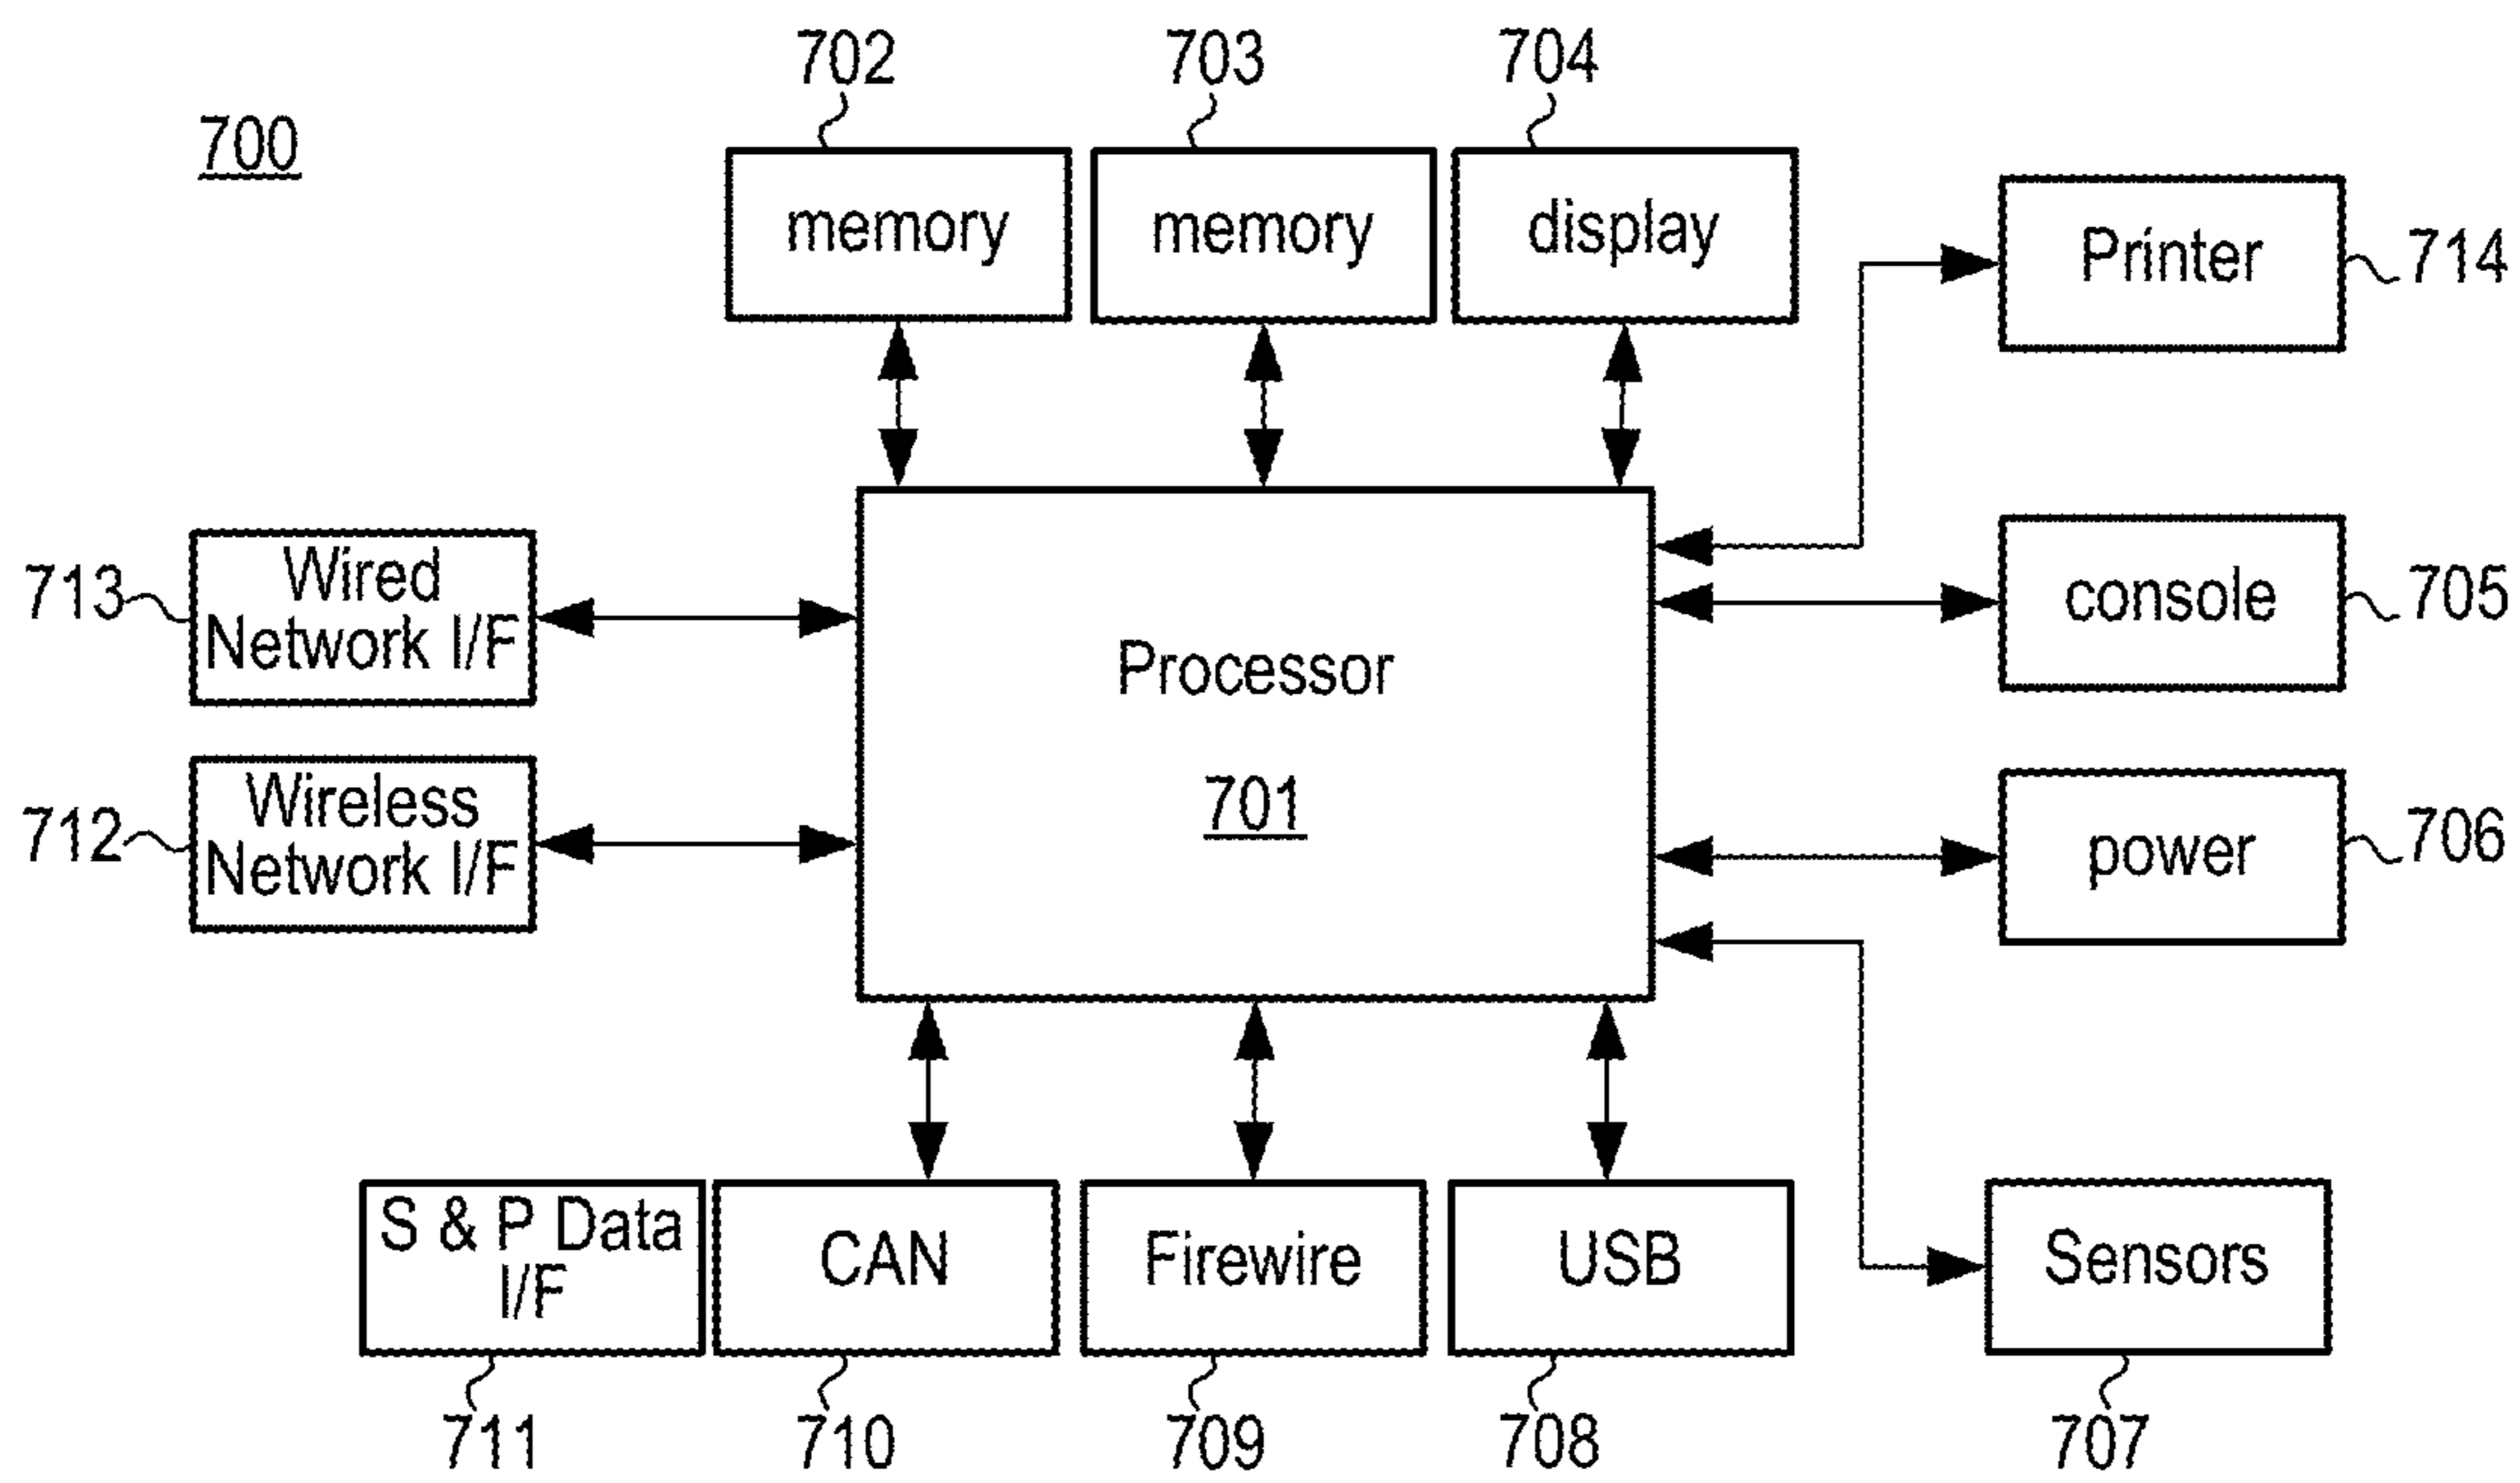 702
703
704
700
memory
memory
display
Printer
714
713
Wired
Network I/F
Processor
701
console
705
712
Wireless
Network I/F
power
706
S & P Data
I/F
CAN
Firewire
USB
Sensors
711
710
709
708
707